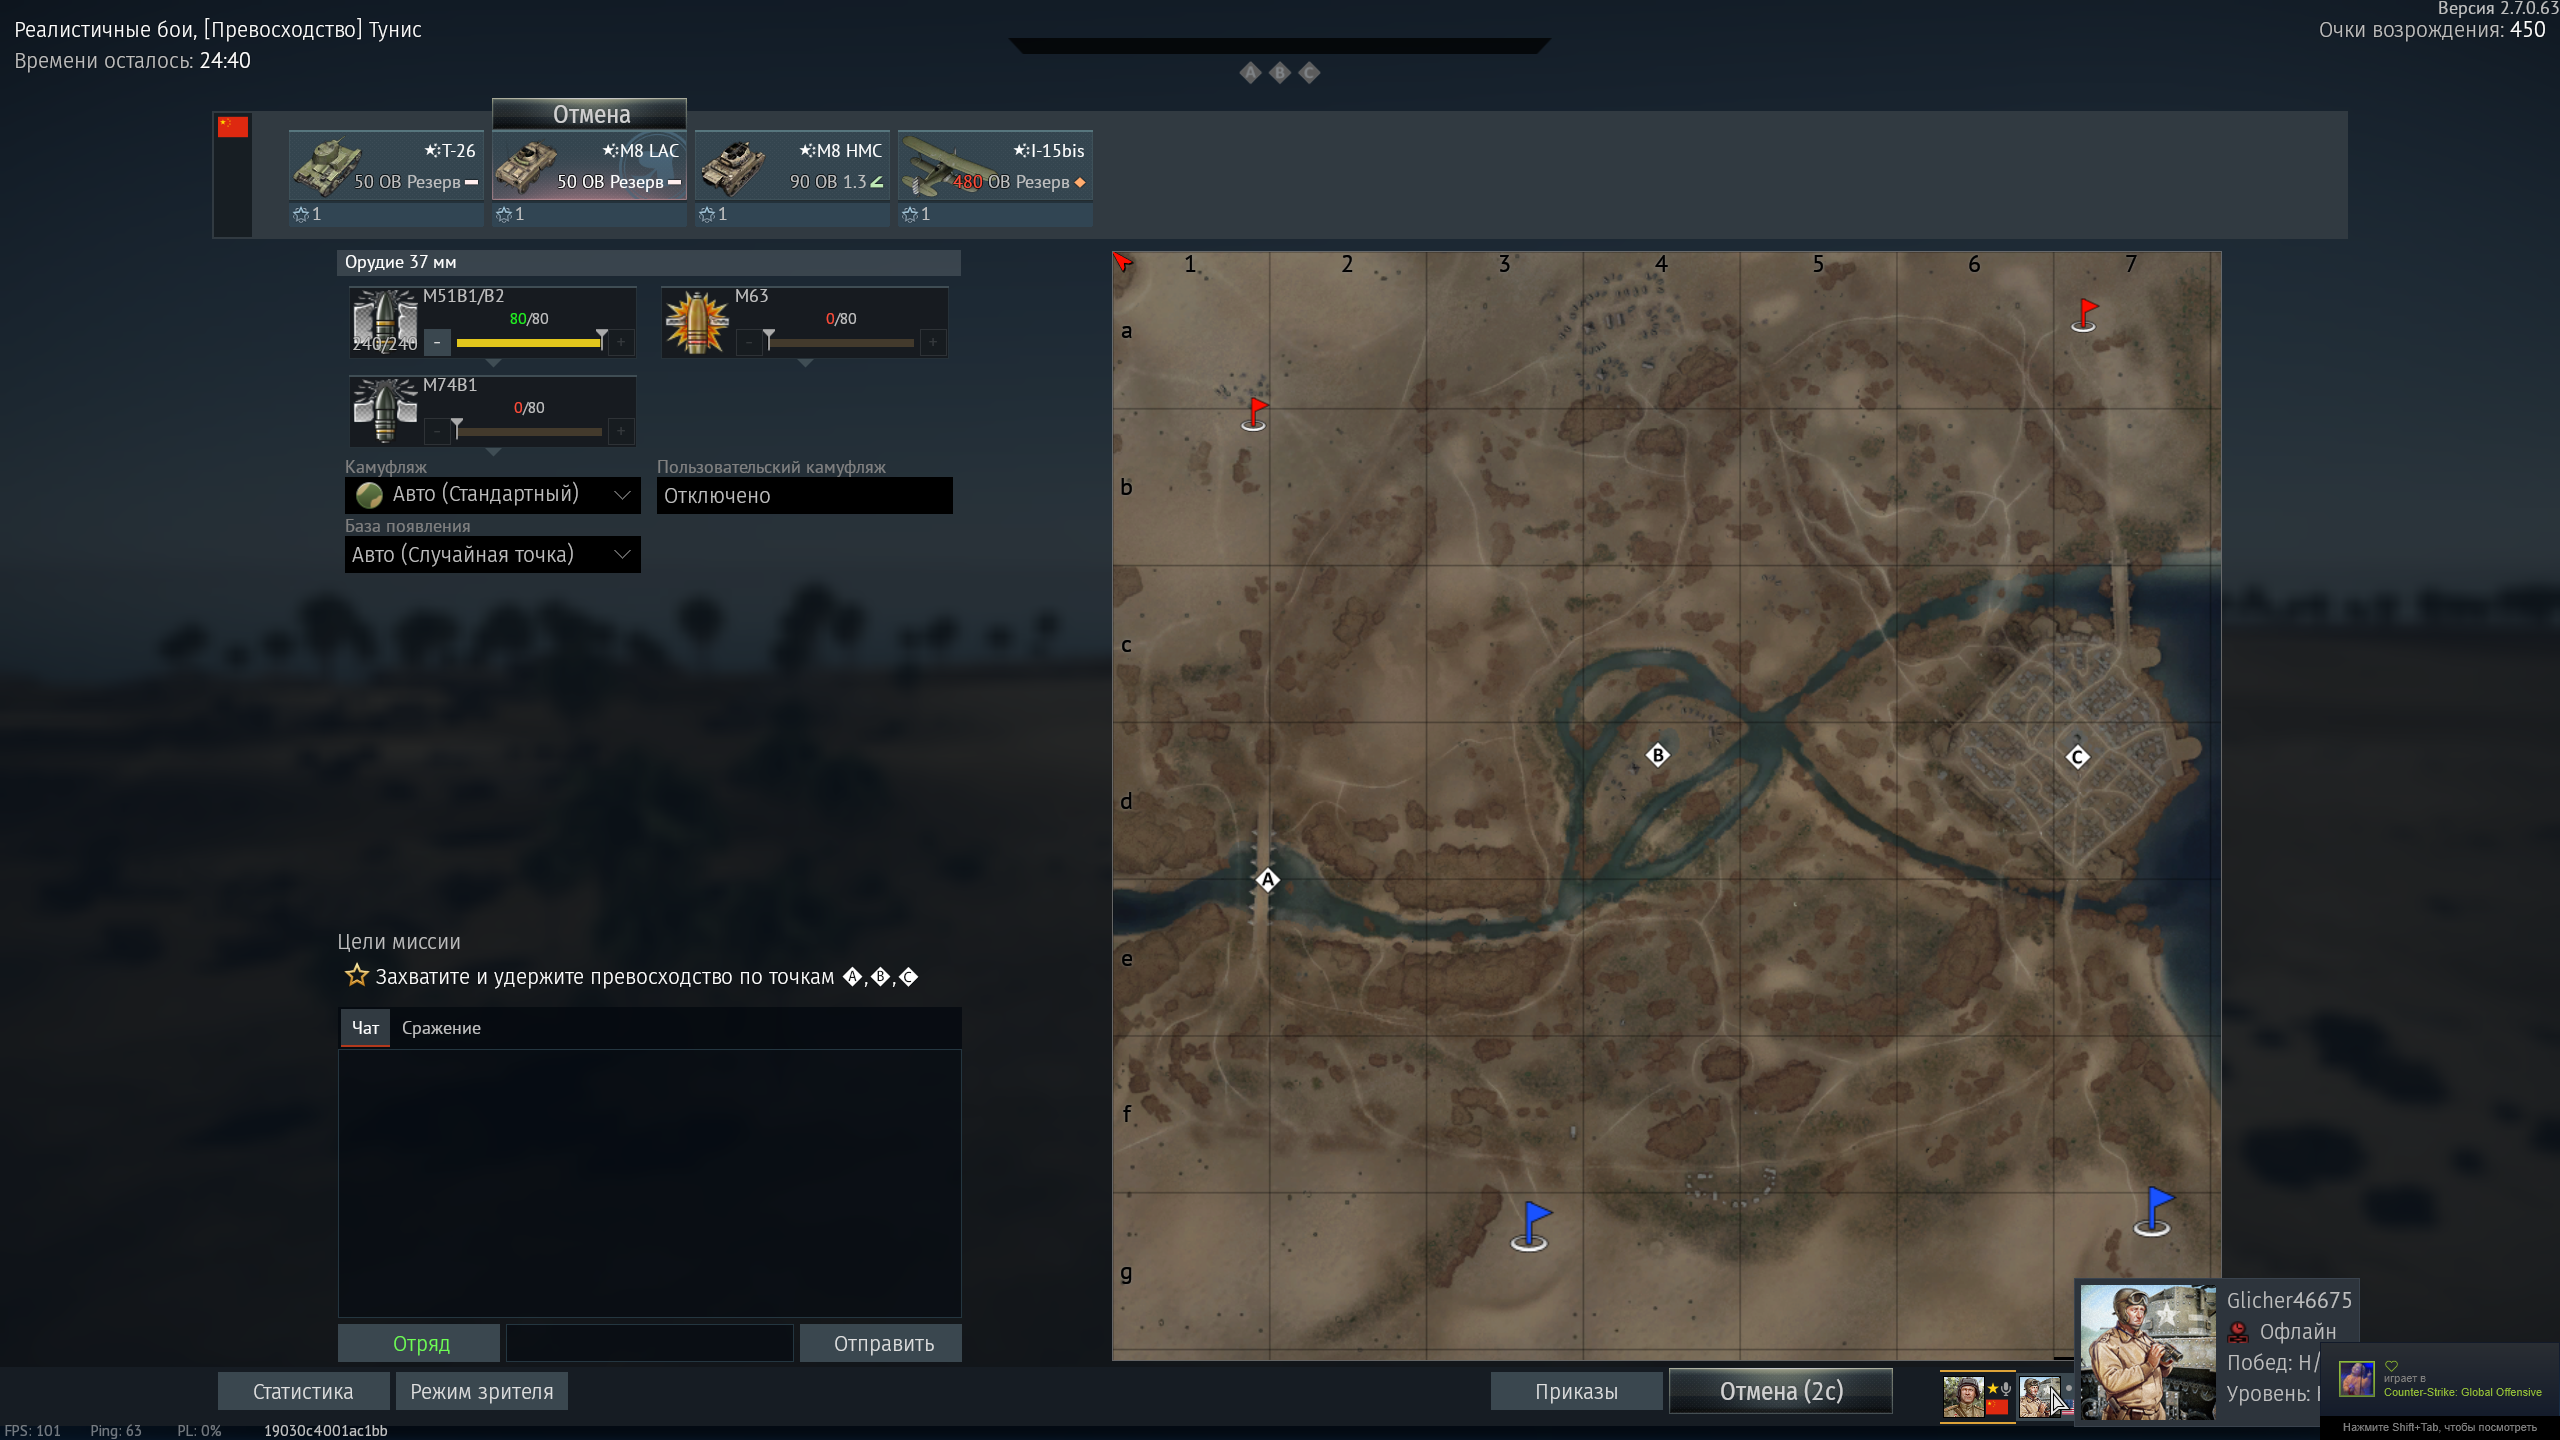 Версия 2.7.0.63
Реалистичные бои, [Превосходство] Тунис
Очки возрождения: 450
Времени осталось: 24:40
A B C
Отмена
T-26
50 ОВ Резерв
1
M8 LAC
50 ОВ Резерв
1
M8 HMC
90 ОВ 1.3
1
I-15bis
480 ОВ Резерв
1
Орудие 37 мм
M51B1/B2
80/80
240/240
-
+
M63
0/80
-
+
M74B1
0/80
-
+
Камуфляж
Авто (Стандартный)
Пользовательский камуфляж
Отключено
База появления
Авто (Случайная точка)
1 2 3 4 5 6 7
a
b
c
d
e
f
g
A
B
C
Цели миссии
Захватите и удержите превосходство по точкам A, B, C
Чат
Сражение
Отряд
Отправить
Статистика
Режим зрителя
Приказы
Отмена (2с)
Glicher46675
Офлайн
Побед: Н/
Уровень:
играет в
Counter-Strike: Global Offensive
Нажмите Shift+Tab, чтобы посмотреть
FPS: 101 Ping: 63 PL: 0% 19030c4001ac1bb